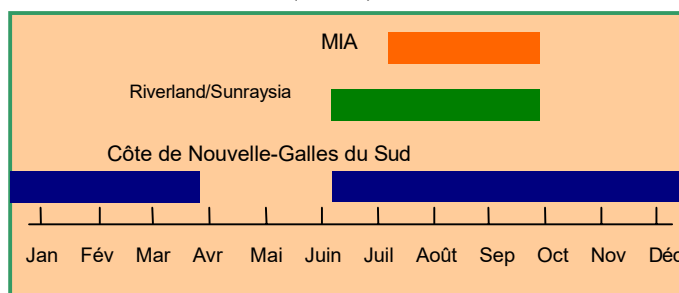 MIA
Riverland/Sunraysia
Côte de Nouvelle-Galles du Sud
Jan Fév Mar Avr Mai Juin Juil Août Sep Oct Nov Déc